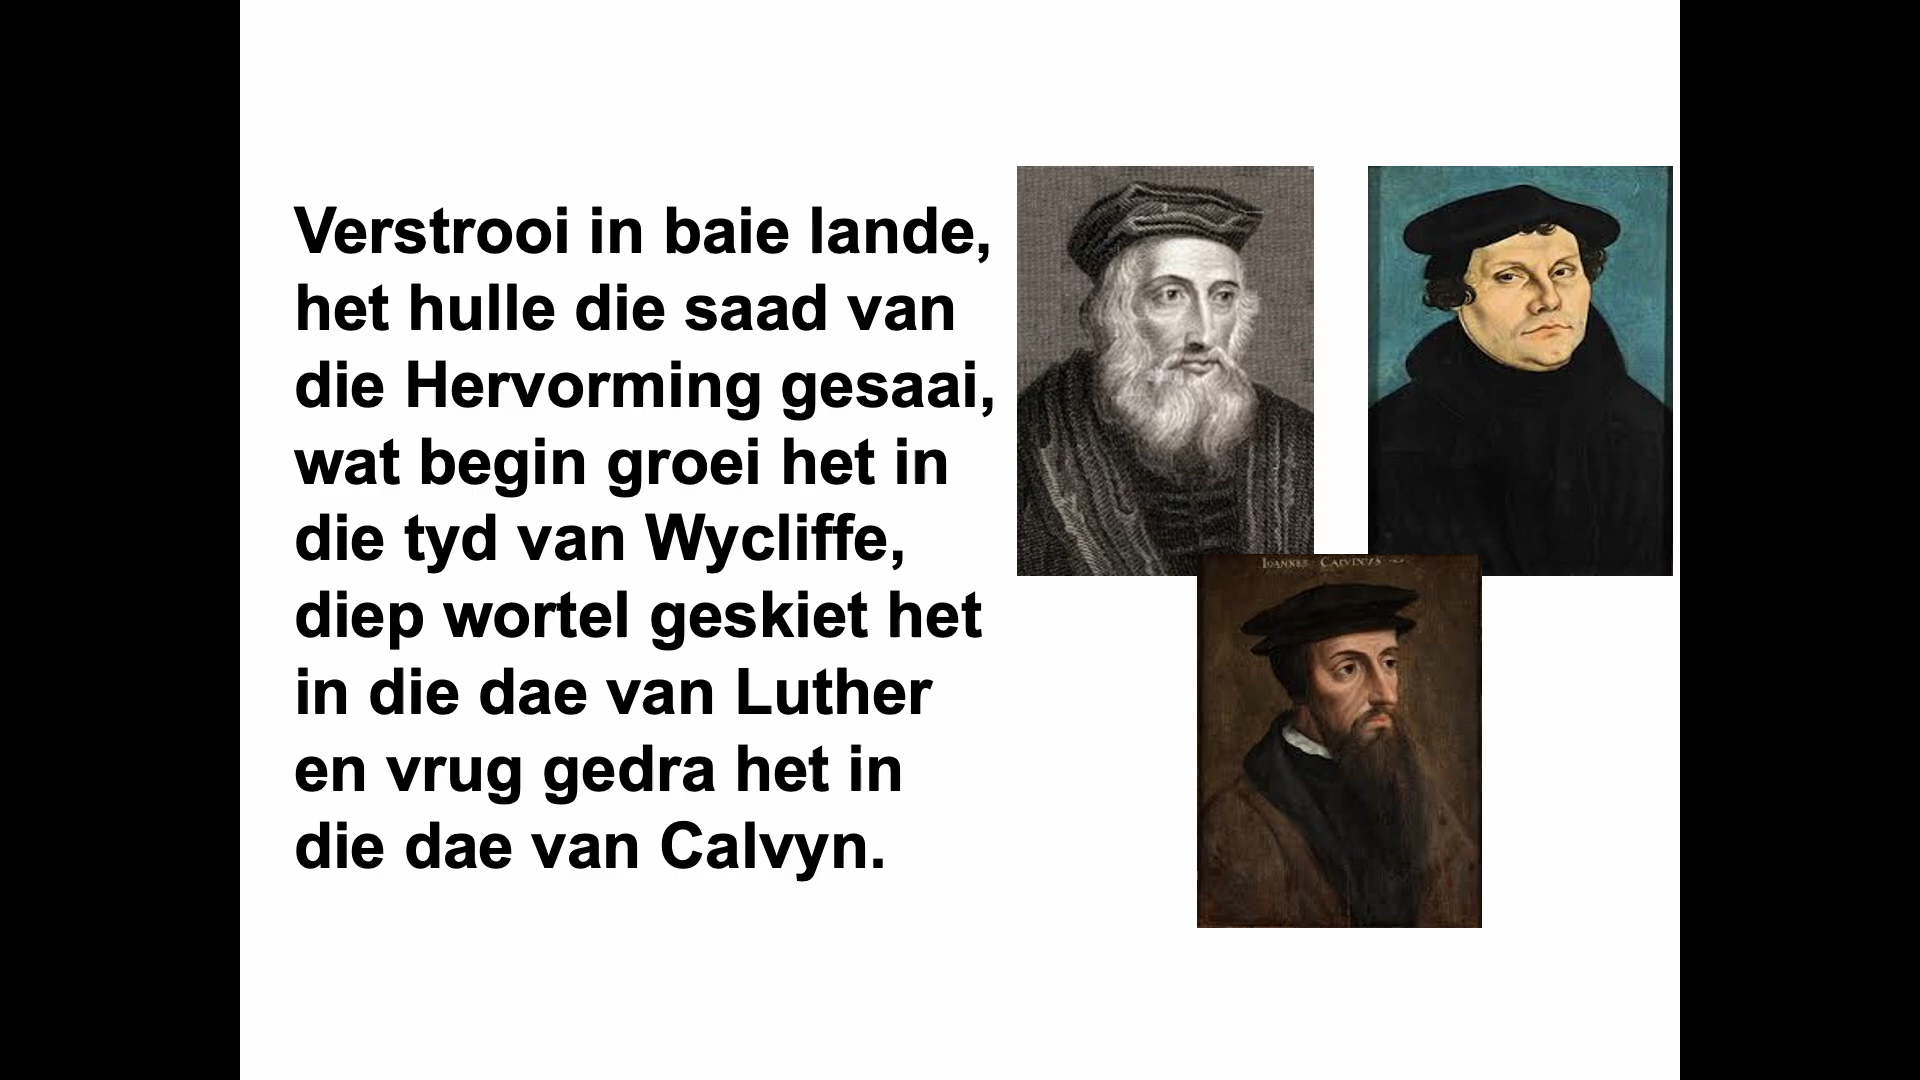 Verstrooi in baie lande,
het hulle die saad van
die Hervorming gesaai,
wat begin groei het in
die tyd van Wycliffe,
diep wortel geskiet het
in die dae van Luther
en vrug gedra het in
die dae van Calvyn.
IOANNES CALVINVS